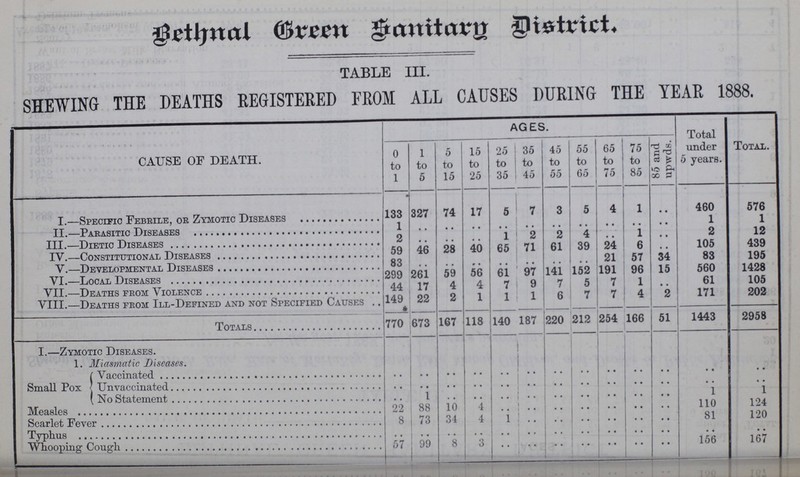 Bethnal Green Sanitary District.
TABLE III.
SHEWING THE DEATHS REGISTERED FROM ALL CAUSES DURING THE YEAR 1888.
CAUSE OF DEATH. AGES. Total under 5 years. TOTAL.
0 to 1 1 to 5 5 to 15 15 to 25 25 to 35 35 to 45 45 to 55 55 to 65 65 to 75 75 to 85 85 and upwds.
I.—SPECIFIC FEBRILE, OR ZYMOTIC DISEASES 133 327 74 17 5 7 3 5 4 1 .. 460 576
II.—PARASITIC DISEASES 1 .. .. .. .. .. .. .. .. .. .. 1 1
III.—DIETIC DISEASES 2 .. .. .. 1 2 2 4 .. 1 .. 2 12
IV.—CONSTITUTIONAL DISEASES 59 46 28 40 65 71 61 39 24 6 .. 105 439
V.—DEVELOPMENTAL DISEASES 83 .. .. .. .. .. .. .. 21 57 34 83 195
VI.—LOCAL DISEASES 299 261 59 56 61 97 141 152 191 96 15 560 1428
VII.—DEATHS FROM VIOLENCE 44 17 4 4 7 9 7 5 7 1 .. 61 105
VIII.—DEATHS FROM ILL-DEFINED AND NOT SPECIFIED CAUSES .. 149 22 2 1 1 1 6 7 7 4 2 171 202
TOTALS 770 673 167 118 140 187 220 212 254 166 51 1443 2958
I.—ZYMOTIC DISEASES.
1. Miasmatic Diseases.
Small Pox { Vaccinated .. .. .. .. .. .. .. .. .. .. .. .. ..
Unvaccinated .. .. .. .. .. .. .. .. .. .. .. .. ..
No Statement .. 1 .. .. .. .. .. .. .. .. .. 1 1
Measles 22 88 10 4 .. .. .. .. .. .. .. 110 124
Scarlet Fever 8 73 34 4 1 .. .. .. .. .. .. 81 120
Typhus .. .. .. .. .. .. .. .. .. .. .. .. ..
Whooping Cough 57 99 8 3 .. .. .. .. .. .. .. 156 167